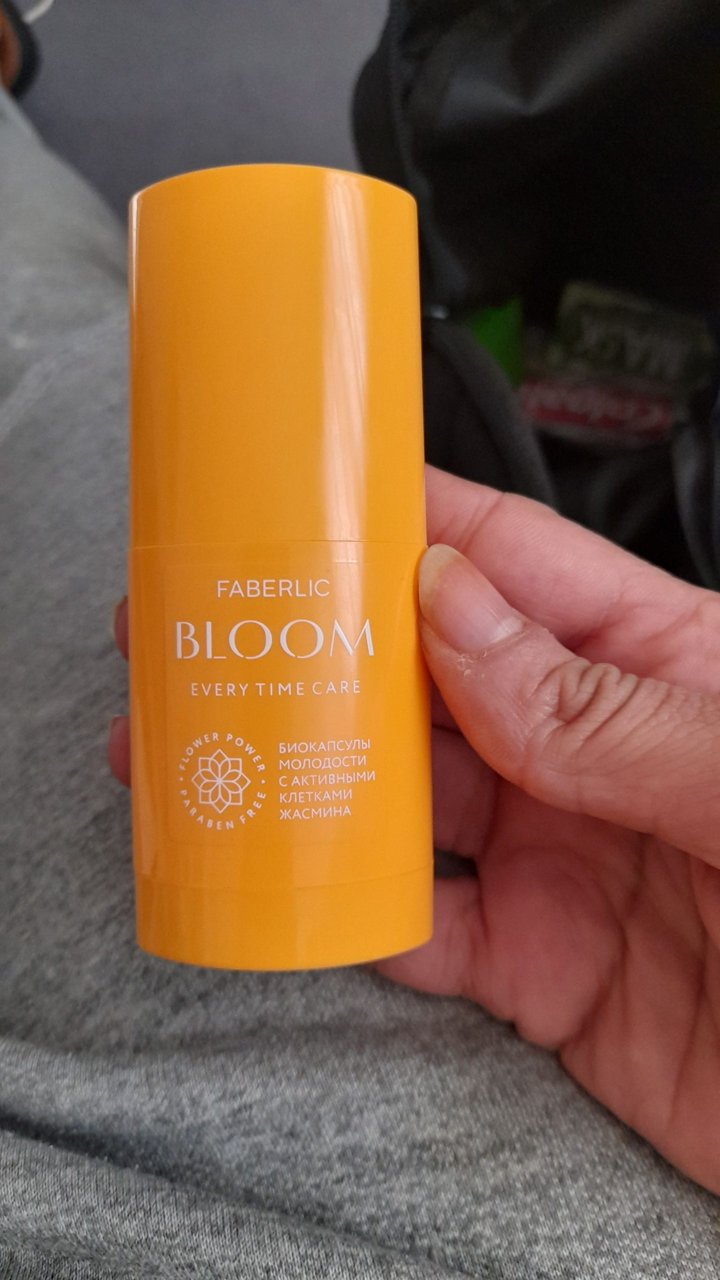 FABERLIC
BLOOM
EVERY TIME CARE
• FLOWER POWER •
PARABEN FREE
БИОКАПСУЛЫ
МОЛОДОСТИ
С АКТИВНЫМИ
КЛЕТКАМИ
ЖАСМИНА